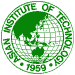 ASIAN INSTITUTE OF TECHNOLOGY
1959